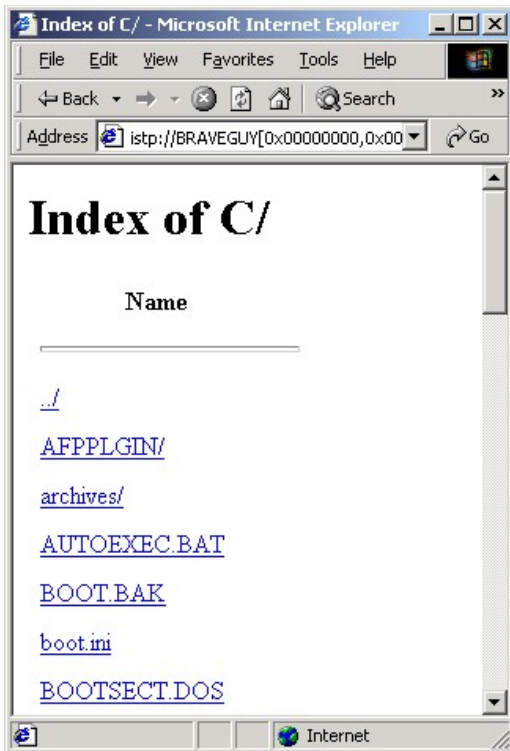 Index of C/ - Microsoft Internet Explorer
File Edit View Favorites Tools Help
Back Search »
Address istp://BRAVEGUY[0x00000000,0x00 Go
Index of C/
Name
../
AFPPLGIN/
archives/
AUTOEXEC.BAT
BOOT.BAK
boot.ini
BOOTSECT.DOS
Internet